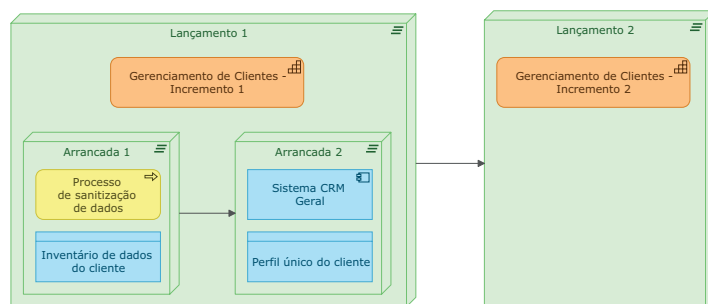 Lançamento 1
Gerenciamento de Clientes -
Incremento 1
Arrancada 1
Processo
de sanitização
de dados
Inventário de dados
do cliente
Arrancada 2
Sistema CRM
Geral
Perfil único do cliente
Lançamento 2
Gerenciamento de Clientes -
Incremento 2